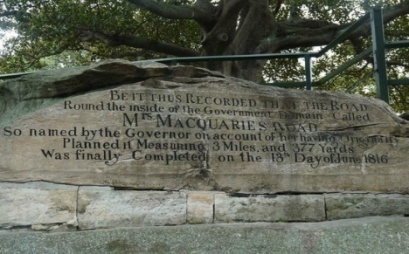 BE IT THUS RECORDED THAT THE ROAD
Round the inside of the Government Domain Called
MRS MACQUARIE'S ROAD
So named by the Governor on account of her having Originally
Planned it Measuring 3 Miles, and 377 Yards
Was finally Completed on the 13th Day of June 1816